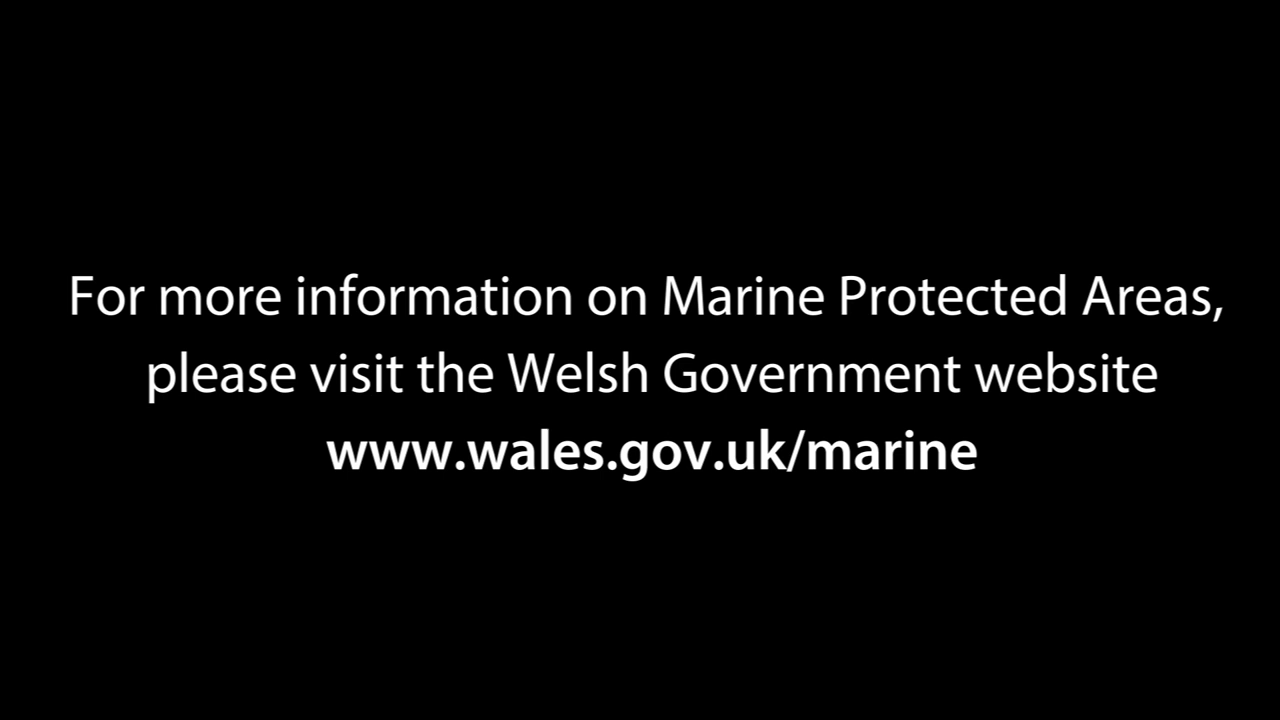 For more information on Marine Protected Areas,
please visit the Welsh Government website
www.wales.gov.uk/marine